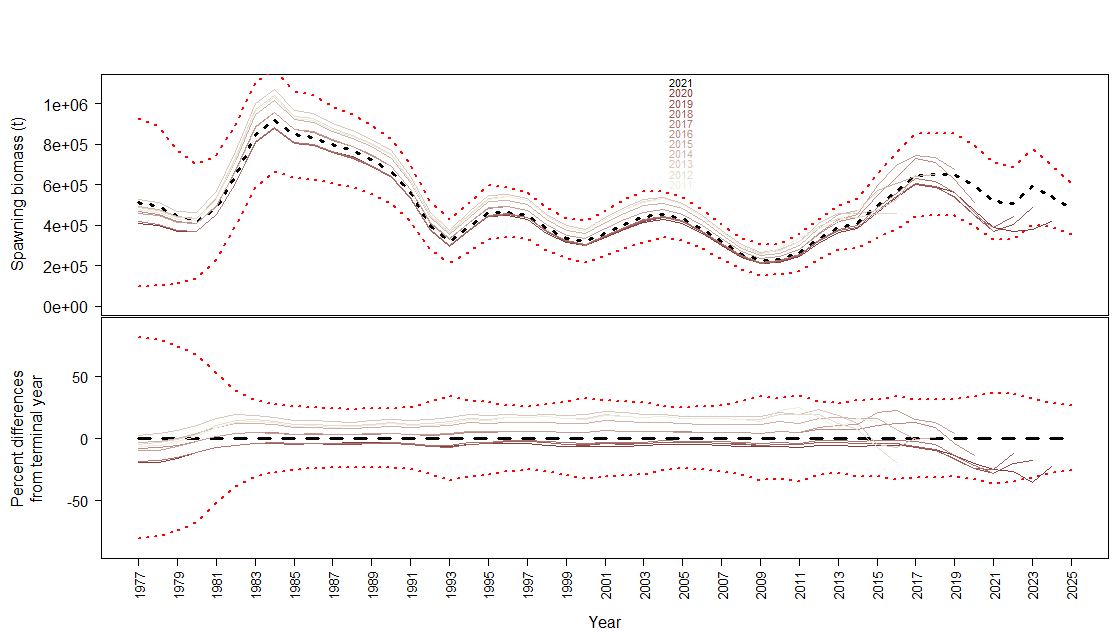 2021
2020
2019
2018
2017
2016
2015
2014
2013
2012
2011
Spawning biomass (t)
1e+06
8e+05
6e+05
4e+05
2e+05
0e+00
Percent differences
from terminal year
50
0
-50
1977 1979 1981 1983 1985 1987 1989 1991 1993 1995 1997 1999 2001 2003 2005 2007 2009 2011 2013 2015 2017 2019 2021 2023 2025
Year